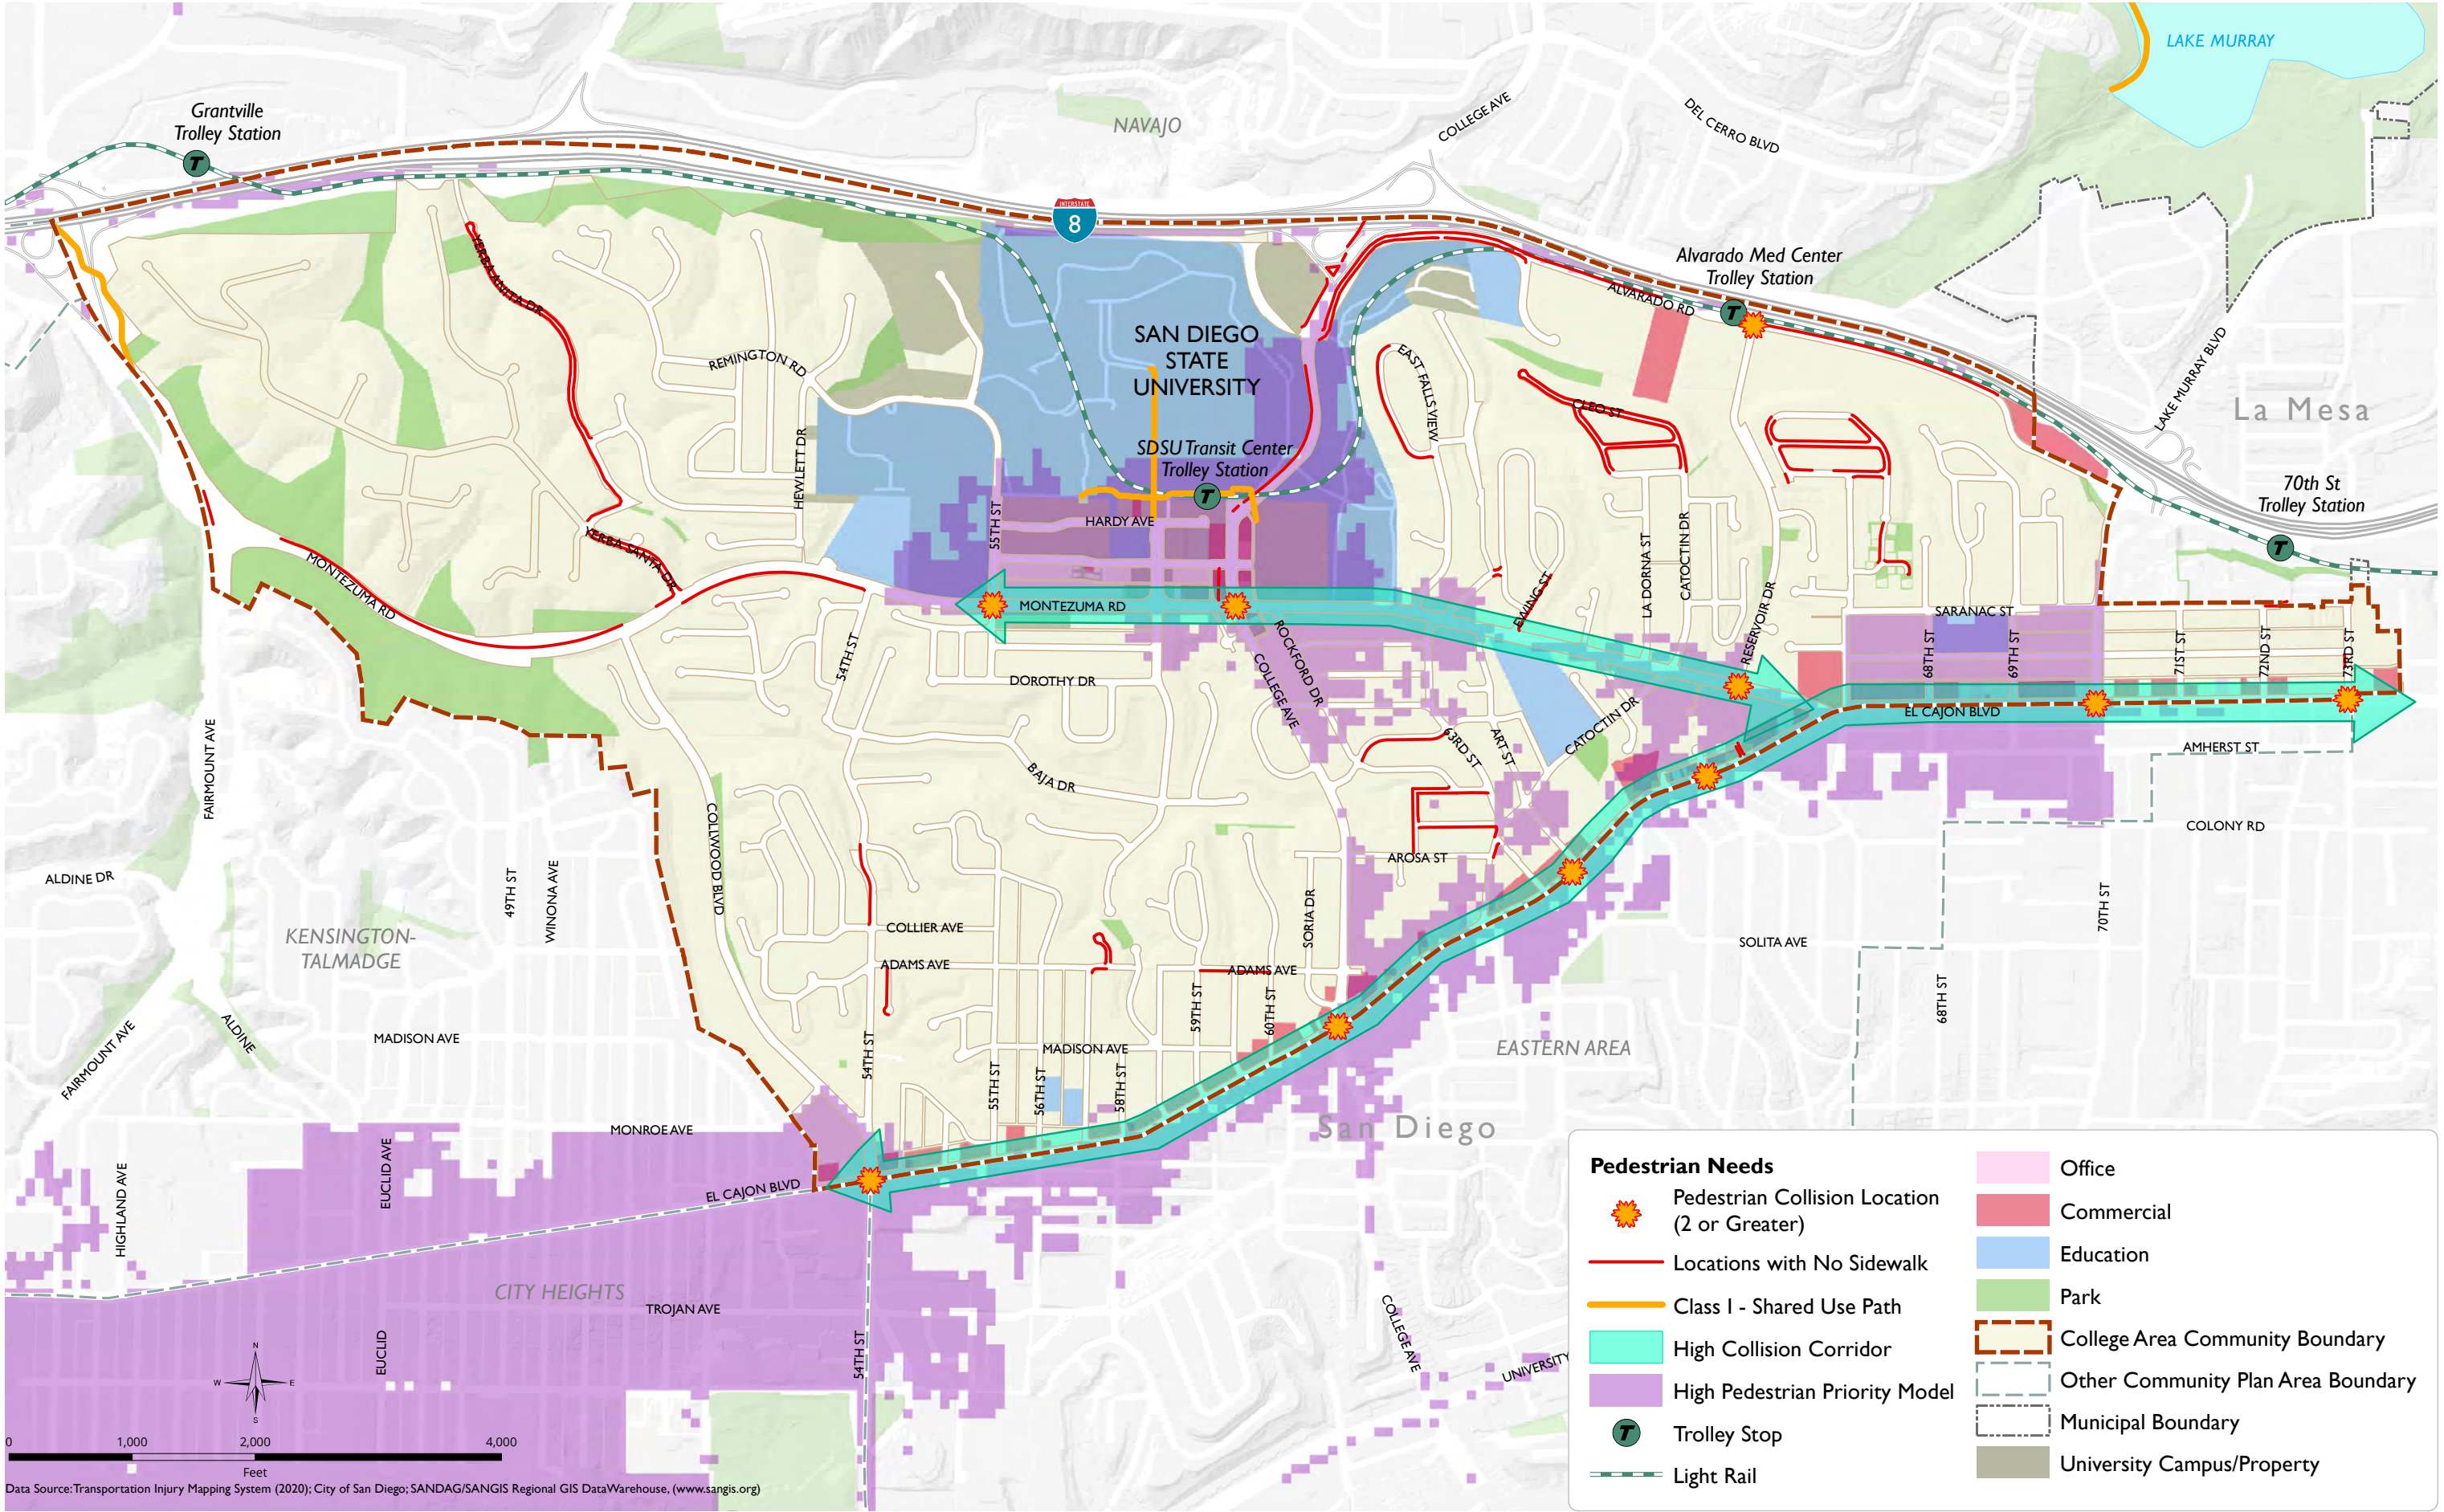 LAKE MURRAY
Grantville
Trolley Station
T
NAVAJO
COLLEGE AVE
DEL CERRO BLVD
INTERSTATE
8
Alvarado Med Center
Trolley Station
T
ALVARADO RD
YERBA ANITA DR
SAN DIEGO
STATE
UNIVERSITY
REMINGTON RD
EAST FALLS VIEW
LAKE MURRAY BLVD
La Mesa
CLEO ST
HEWLETT DR
SDSU Transit Center
Trolley Station
T
70th St
Trolley Station
T
55TH ST
HARDY AVE
YERBA SANTA DR
MONTEZUMA RD
LA DORNA ST
CATOCTIN DR
EWING ST
RESERVOIR DR
MONTEZUMA RD
SARANAC ST
54TH ST
ROCKFORD DR
COLLEGE AVE
68TH ST
69TH ST
71ST ST
72ND ST
73RD ST
DOROTHY DR
EL CAJON BLVD
CATOCTIN DR
63RD ST
ART ST
AMHERST ST
FAIRMOUNT AVE
BAJA DR
COLLWOOD BLVD
COLONY RD
AROSA ST
ALDINE DR
49TH ST
WINONA AVE
70TH ST
KENSINGTON-
TALMADGE
COLLIER AVE
SORIA DR
SOLITA AVE
ADAMS AVE
ADAMS AVE
59TH ST
60TH ST
68TH ST
ALDINE
FAIRMOUNT AVE
MADISON AVE
54TH ST
MADISON AVE
EASTERN AREA
55TH ST
56TH ST
58TH ST
San Diego
MONROE AVE
EUCLID AVE
HIGHLAND AVE
EL CAJON BLVD
CITY HEIGHTS
TROJAN AVE
EUCLID
54TH ST
COLLEGE AVE
UNIVERSITY
N
W
E
S
0
1,000
2,000
4,000
Feet
Data Source: Transportation Injury Mapping System (2020); City of San Diego; SANDAG/SANGIS Regional GIS Data Warehouse, (www.sangis.org)
Pedestrian Needs
Pedestrian Collision Location
(2 or Greater)
Locations with No Sidewalk
Class I - Shared Use Path
High Collision Corridor
High Pedestrian Priority Model
T
Trolley Stop
Light Rail
Office
Commercial
Education
Park
College Area Community Boundary
Other Community Plan Area Boundary
Municipal Boundary
University Campus/Property